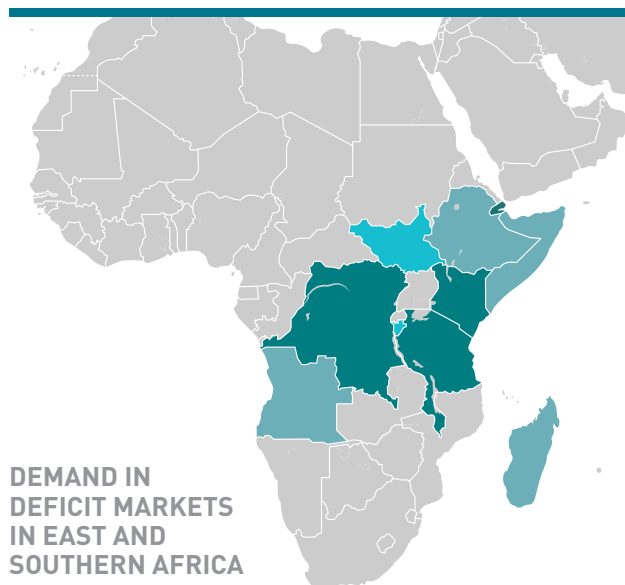 DEMAND IN
DEFICIT MARKETS
IN EAST AND
SOUTHERN AFRICA